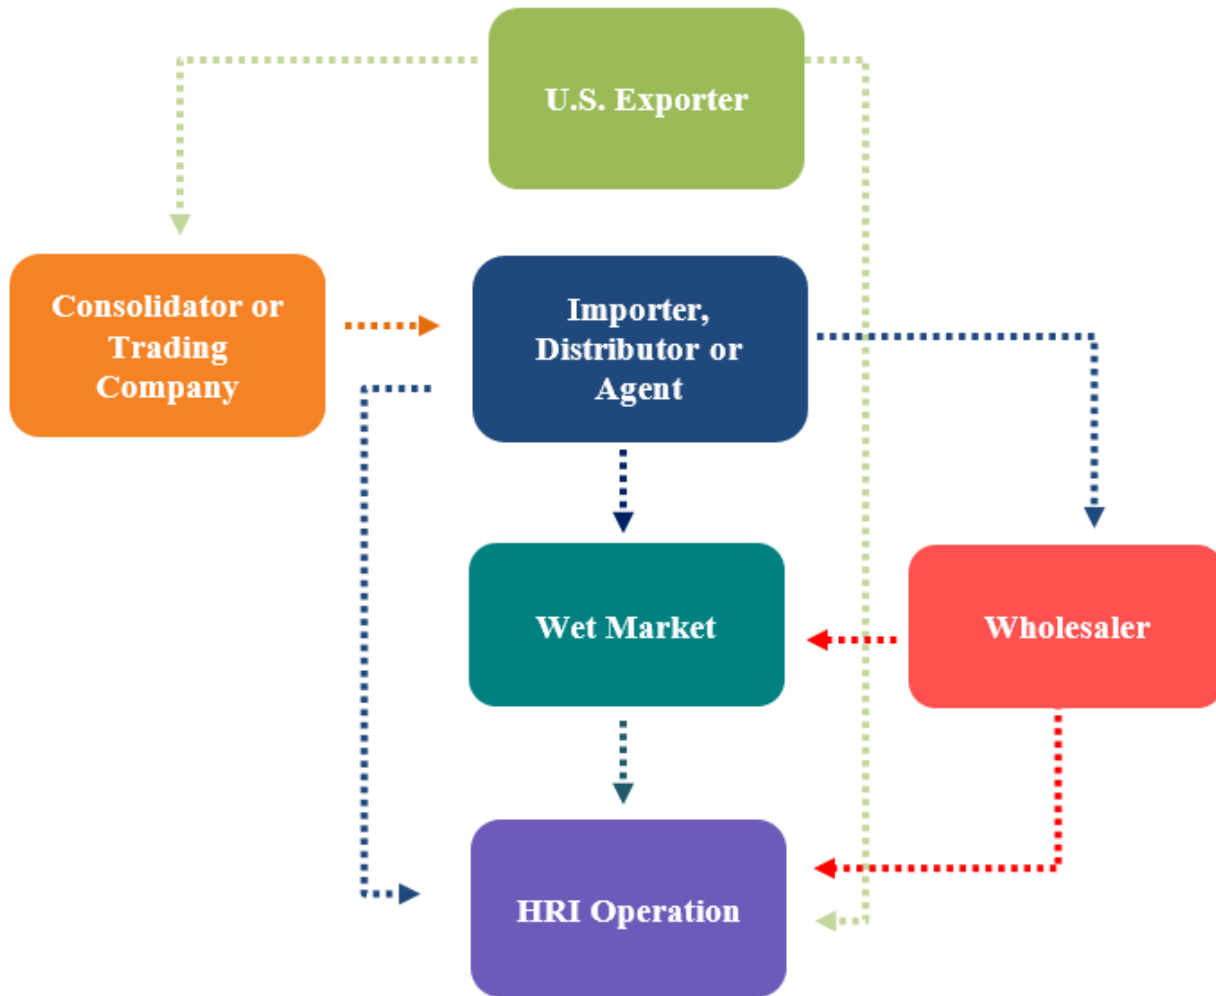 U.S. Exporter
Consolidator or
Trading
Company
Importer,
Distributor or
Agent
Wet Market
Wholesaler
HRI Operation